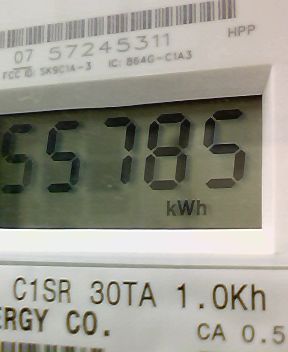 07 57245311
HPP
FCC ID: SK9C1A-3 IC: 864G-C1A3
55785
kWh
C1SR 30TA 1.0Kh
ERGY CO.
CA 0.5